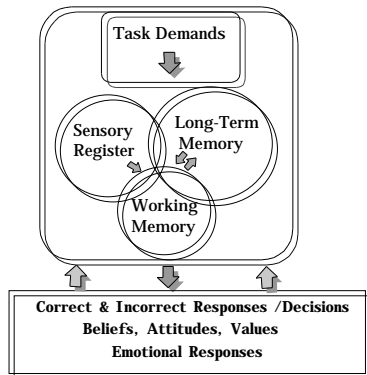 Task Demands
Sensory
Register
Long-Term
Memory
Working
Memory
Correct & Incorrect Responses /Decisions
Beliefs, Attitudes, Values
Emotional Responses